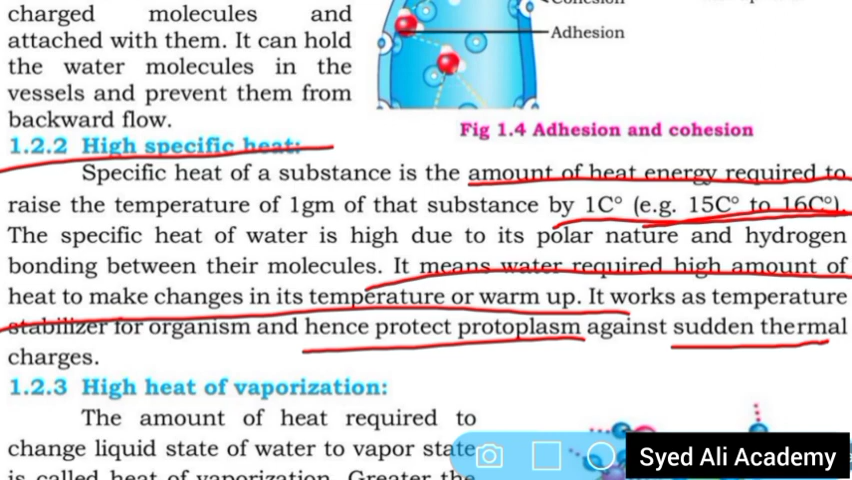 charged molecules and
attached with them. It can hold
the water molecules in the
vessels and prevent them from
backward flow.
Cohesion
Adhesion
Fig 1.4 Adhesion and cohesion
1.2.2 High specific heat:
Specific heat of a substance is the amount of heat energy required to
raise the temperature of 1gm of that substance by 1C° (e.g. 15C° to 16C°).
The specific heat of water is high due to its polar nature and hydrogen
bonding between their molecules. It means water required high amount of
heat to make changes in its temperature or warm up. It works as temperature
stabilizer for organism and hence protect protoplasm against sudden thermal
charges.
1.2.3 High heat of vaporization:
The amount of heat required to
change liquid state of water to vapor state
is called heat of vaporization. Greater the
Syed Ali Academy